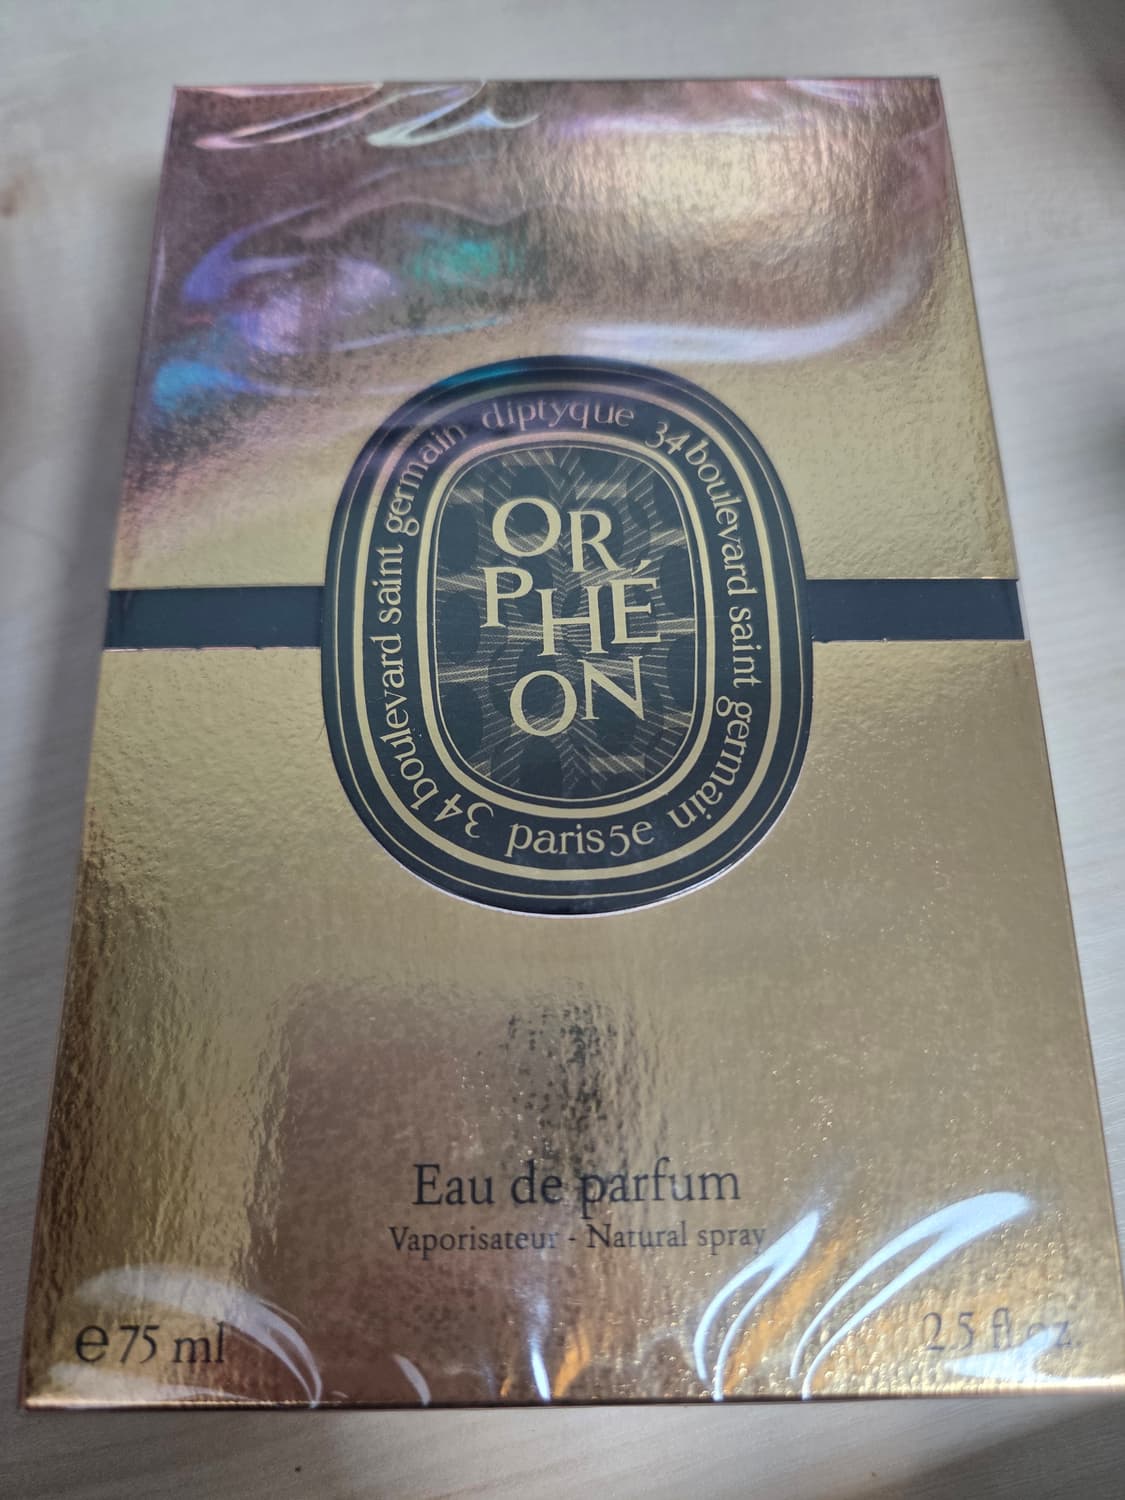 diptyque
34 boulevard saint germain
paris5e
34 boulevard saint germain
OR
PHÉ
ON
Eau de parfum
Vaporisateur - Natural spray
e 75 ml
2.5 fl.oz.